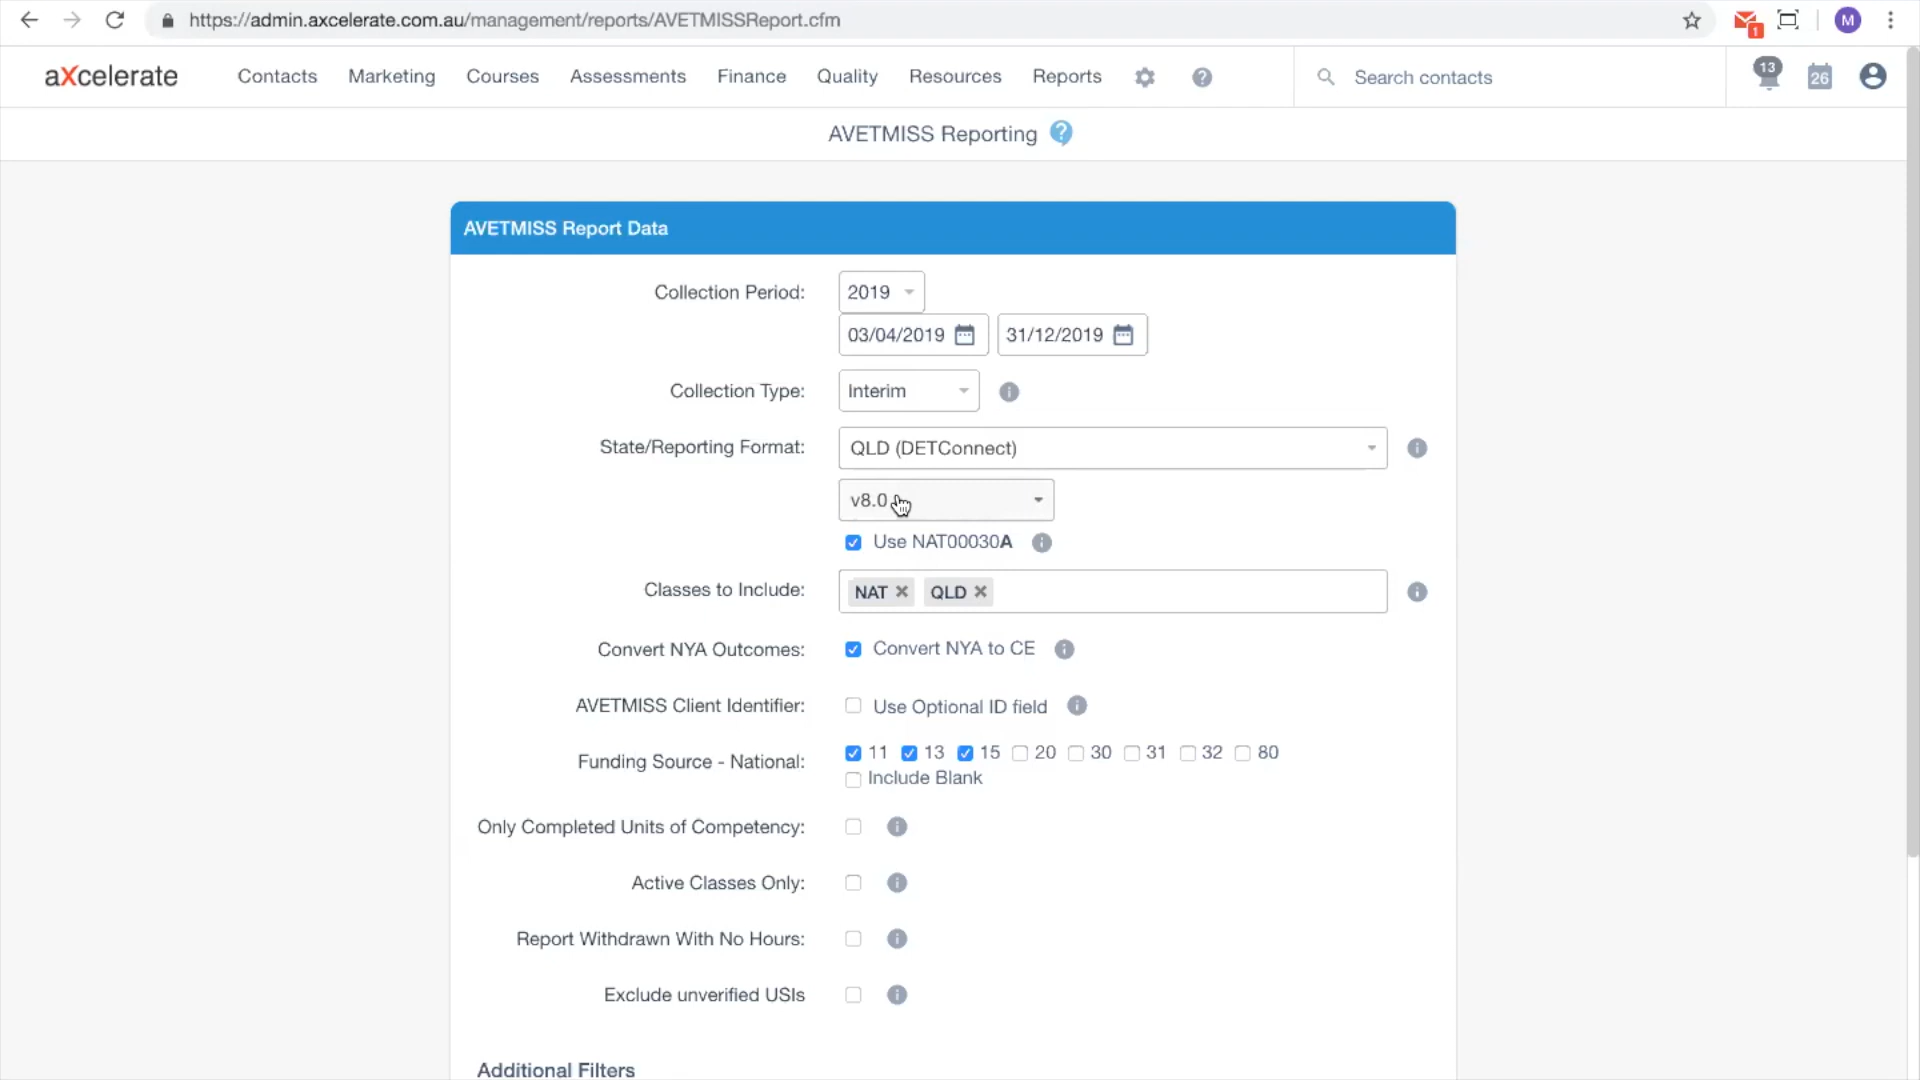 https://admin.axcelerate.com.au/management/reports/AVETMISSReport.cfm
1
M
aXcelerate
Contacts
Marketing
Courses
Assessments
Finance
Quality
Resources
Reports
?
Search contacts
13
26
AVETMISS Reporting ?
AVETMISS Report Data
Collection Period:
2019
03/04/2019
31/12/2019
Collection Type:
Interim
i
State/Reporting Format:
QLD (DETConnect)
i
v8.0
Use NAT00030A
i
Classes to Include:
NAT × QLD ×
i
Convert NYA Outcomes:
Convert NYA to CE
i
AVETMISS Client Identifier:
Use Optional ID field
i
Funding Source - National:
11 13 15 20 30 31 32 80
Include Blank
Only Completed Units of Competency:
i
Active Classes Only:
i
Report Withdrawn With No Hours:
i
Exclude unverified USIs
i
Additional Filters